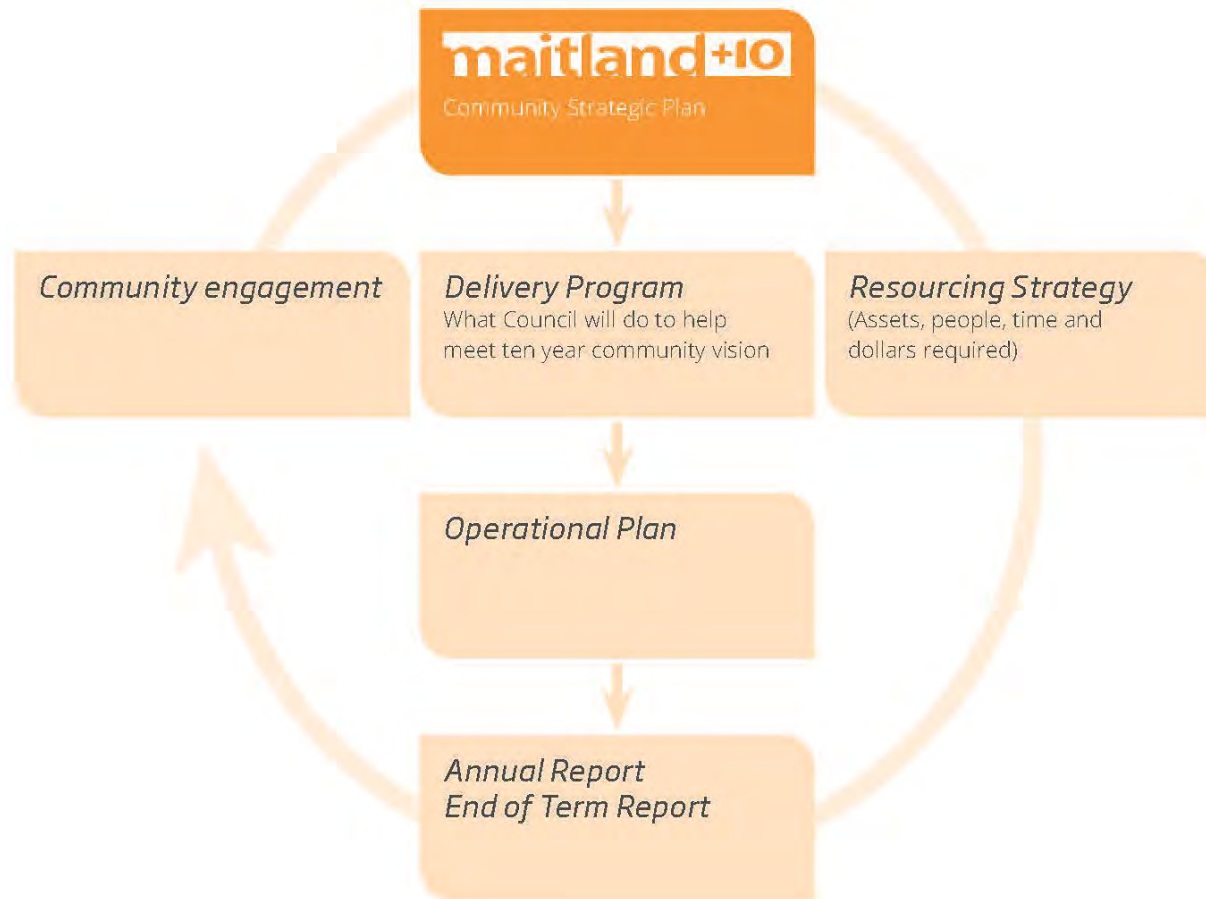 maitland+10
Community Strategic Plan
Community engagement
Delivery Program
What Council will do to help
meet ten year community vision
Resourcing Strategy
(Assets, people, time and
dollars required)
Operational Plan
Annual Report
End of Term Report